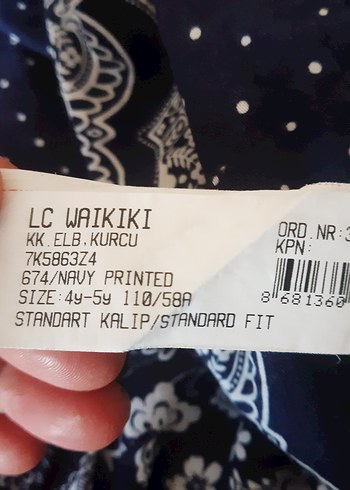 LC WAIKIKI
KK.ELB.KURCU
7K5863Z4
674/NAVY PRINTED
SIZE:4y-5y 110/58A
STANDART KALIP/STANDARD FIT
ORD.NR:3
KPN:
8 681360